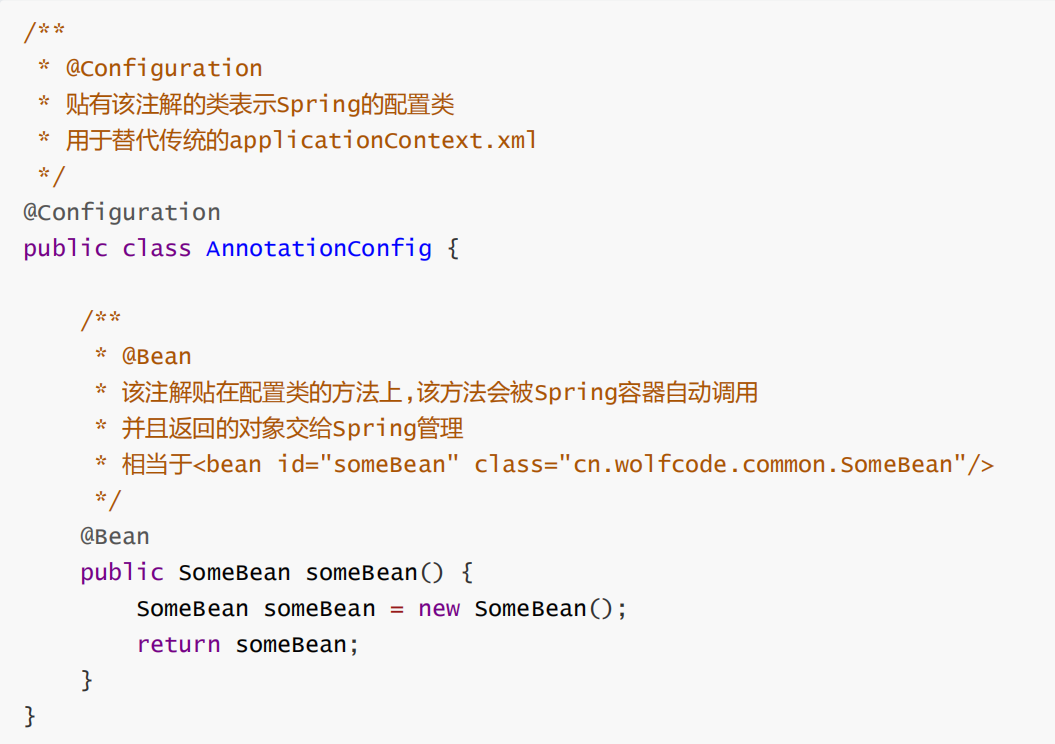 /**
 * @Configuration
 * 贴有该注解的类表示Spring的配置类
 * 用于替代传统的applicationContext.xml
 */
@Configuration
public class AnnotationConfig {
    /**
     * @Bean
     * 该注解贴在配置类的方法上,该方法会被Spring容器自动调用
     * 并且返回的对象交给Spring管理
     * 相当于<bean id="someBean" class="cn.wolfcode.common.SomeBean"/>
     */
    @Bean
    public SomeBean someBean() {
        SomeBean someBean = new SomeBean();
        return someBean;
    }
}